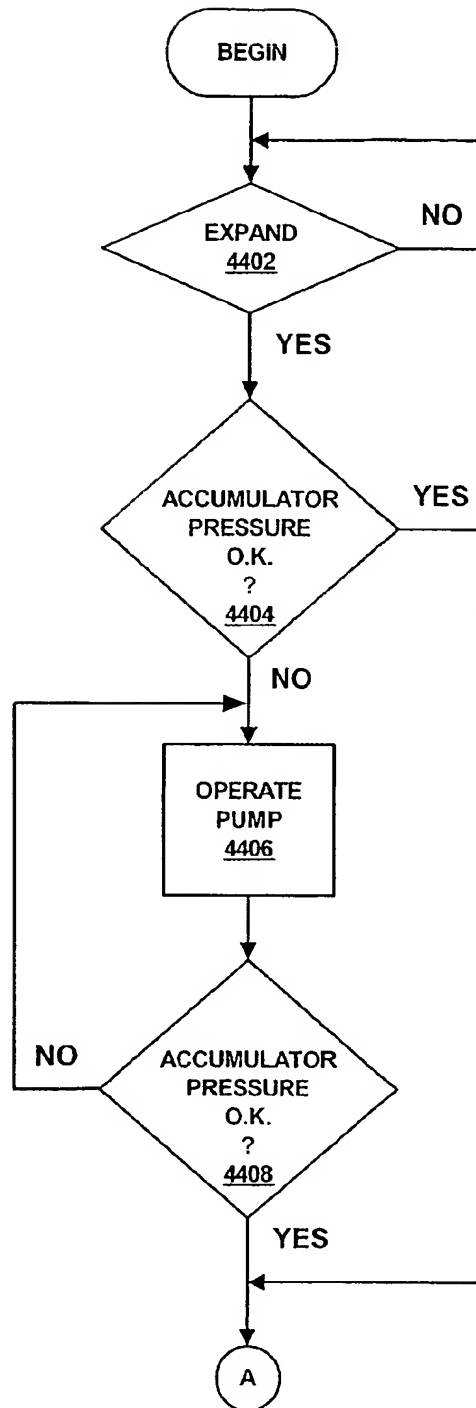 BEGIN
EXPAND
4402
NO
YES
ACCUMULATOR
PRESSURE
O.K.
?
4404
YES
NO
OPERATE
PUMP
4406
ACCUMULATOR
PRESSURE
O.K.
?
4408
NO
YES
A